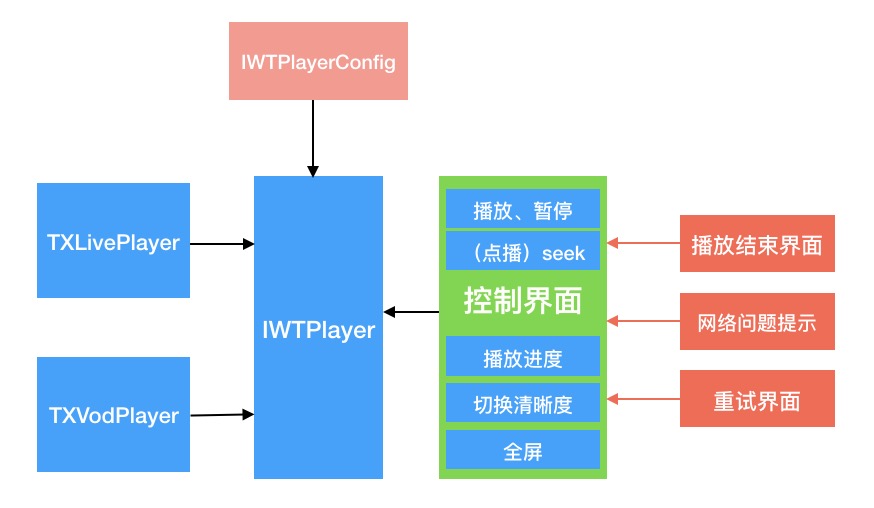 IWTPlayerConfig
TXLivePlayer
TXVodPlayer
IWTPlayer
播放、暂停
（点播）seek
控制界面
播放进度
切换清晰度
全屏
播放结束界面
网络问题提示
重试界面